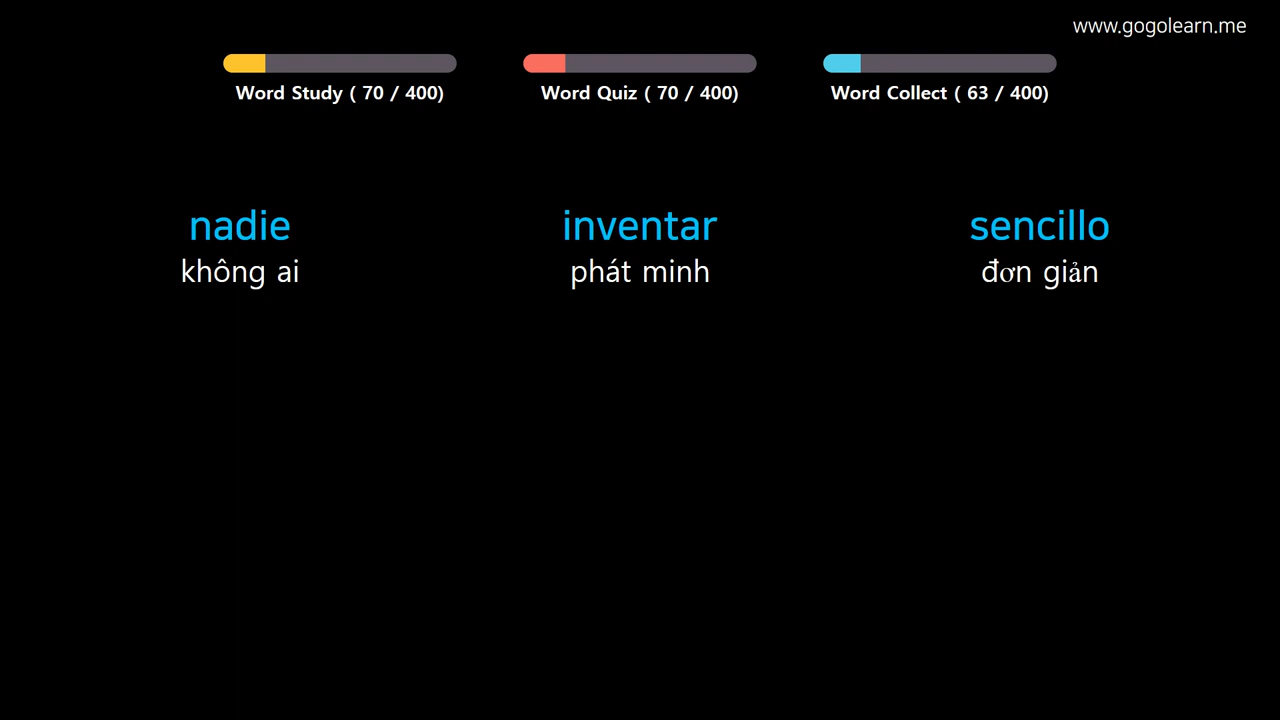 www.gogolearn.me
Word Study ( 70 / 400)
Word Quiz ( 70 / 400)
Word Collect ( 63 / 400)
nadie
không ai
inventar
phát minh
sencillo
đơn giản